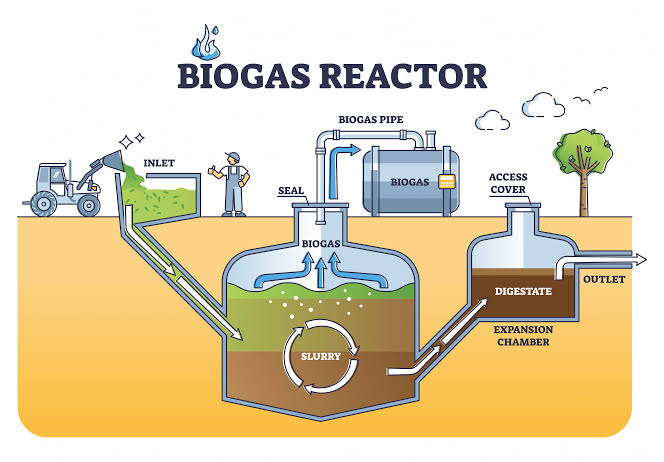 BIOGAS REACTOR
BIOGAS PIPE
INLET
SEAL
BIOGAS
ACCESS
COVER
BIOGAS
DIGESTATE
OUTLET
EXPANSION
CHAMBER
SLURRY